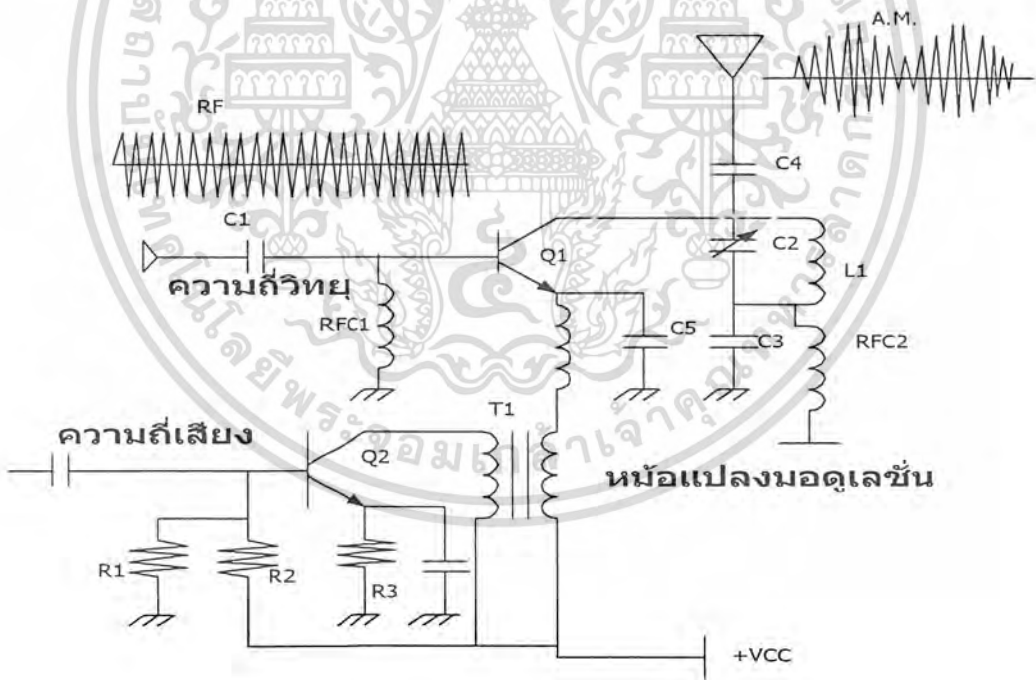 A.M.
RF
C4
C1
Q1
C2
L1
ความถี่วิทยุ
RFC1
C5
C3
RFC2
T1
ความถี่เสียง
Q2
หม้อแปลงมอดูเลชั่น
R1
R2
R3
+VCC